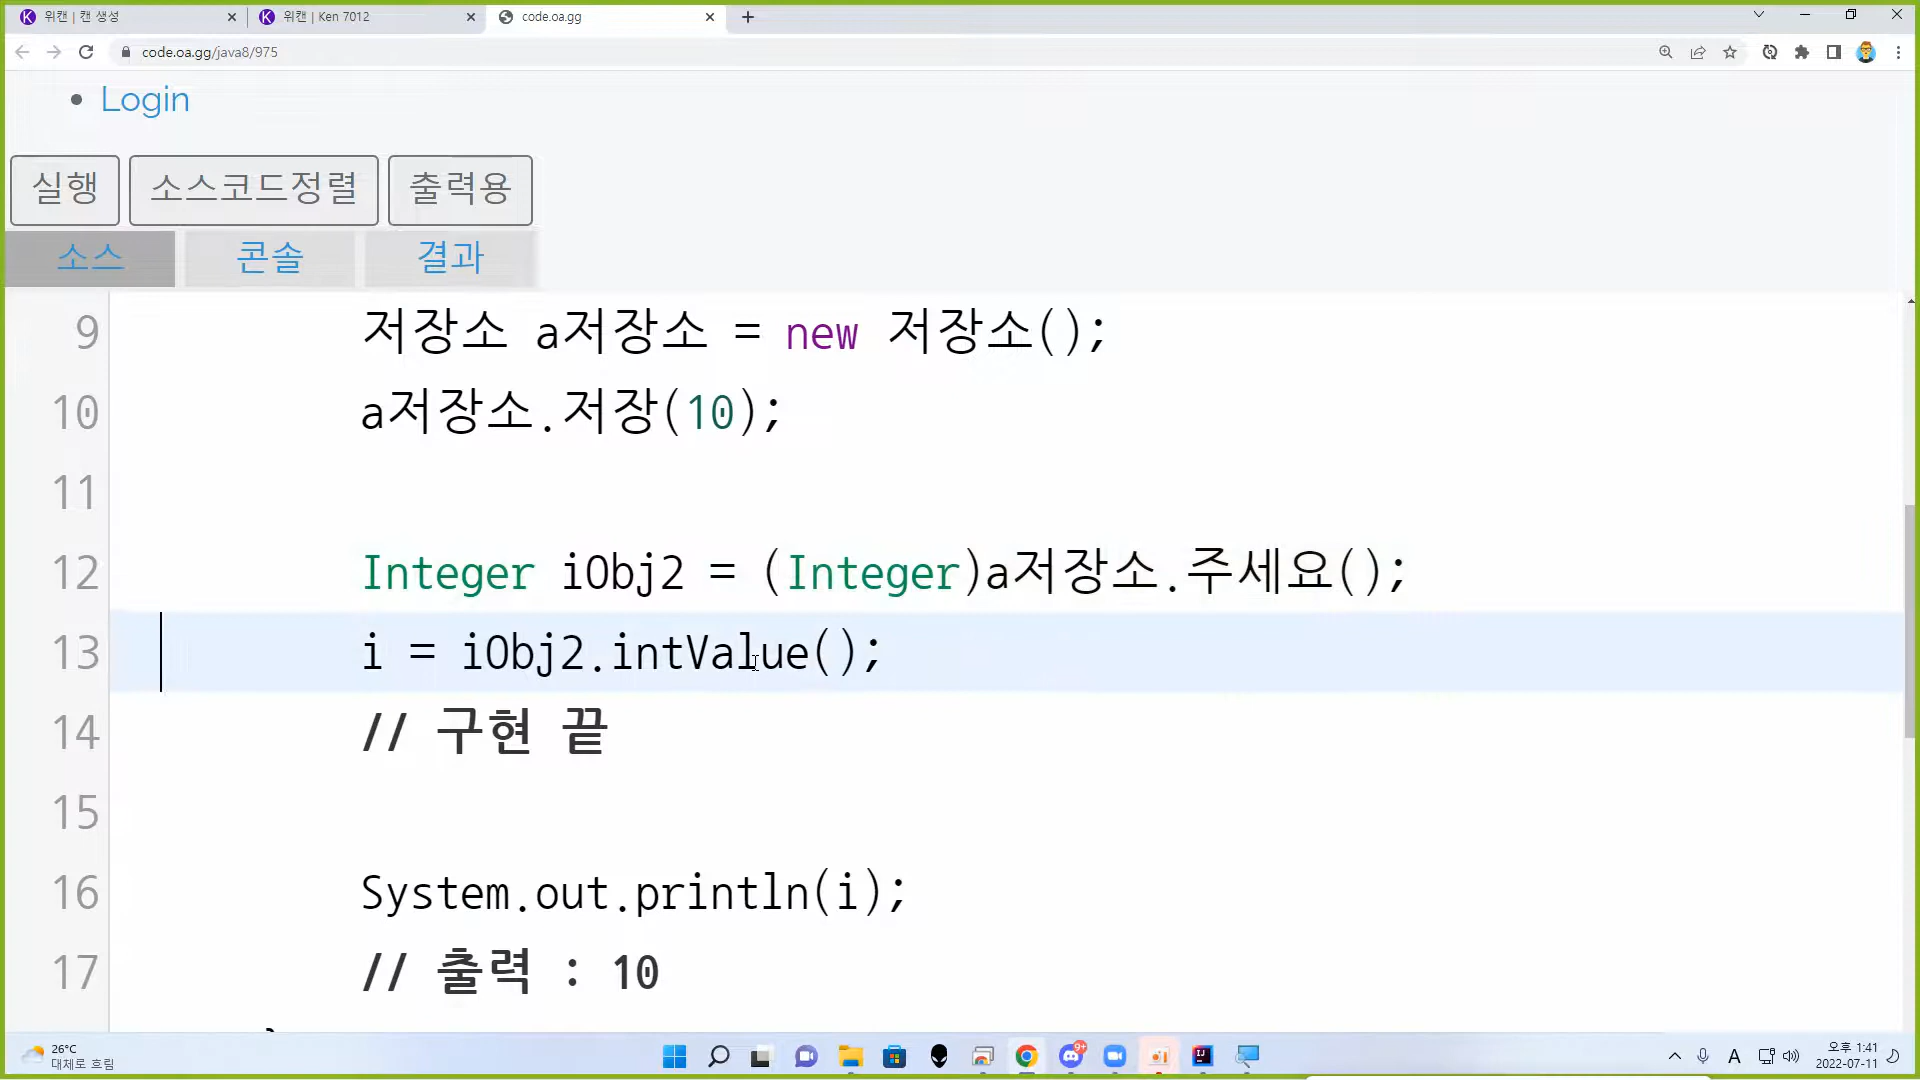 위캔 | 캔 생성
위캔 | Ken 7012
code.oa.gg
code.oa.gg/java8/975
Login
실행
소스코드정렬
출력용
소스
콘솔
결과
9 저장소 a저장소 = new 저장소();
10 a저장소.저장(10);
11
12 Integer iObj2 = (Integer)a저장소.주세요();
13 i = iObj2.intValue();
14 // 구현 끝
15
16 System.out.println(i);
17 // 출력 : 10
26°C
대체로 흐림
9+
A
오후 1:41
2022-07-11